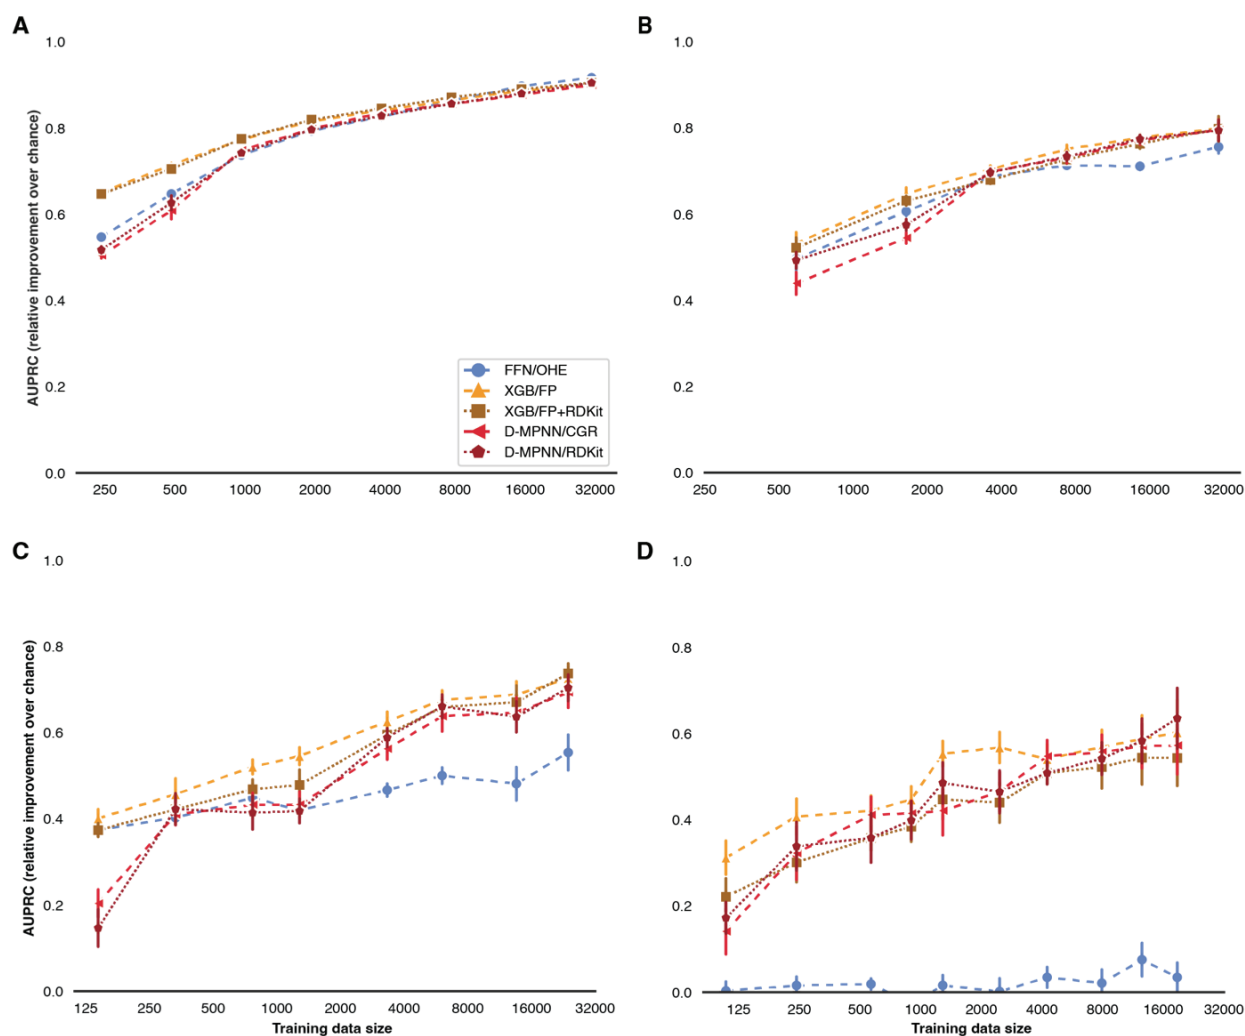 A
B
1.0
0.8
0.6
0.4
0.2
0.0
AUPRC (relative improvement over chance)
FFN/OHE
XGB/FP
XGB/FP+RDKit
D-MPNN/CGR
D-MPNN/RDKit
250 500 1000 2000 4000 8000 16000 32000
1.0
0.8
0.6
0.4
0.2
0.0
250 500 1000 2000 4000 8000 16000 32000
C
D
1.0
0.8
0.6
0.4
0.2
0.0
AUPRC (relative improvement over chance)
125 250 500 1000 2000 4000 8000 16000 32000
Training data size
1.0
0.8
0.6
0.4
0.2
0.0
125 250 500 1000 2000 4000 8000 16000 32000
Training data size